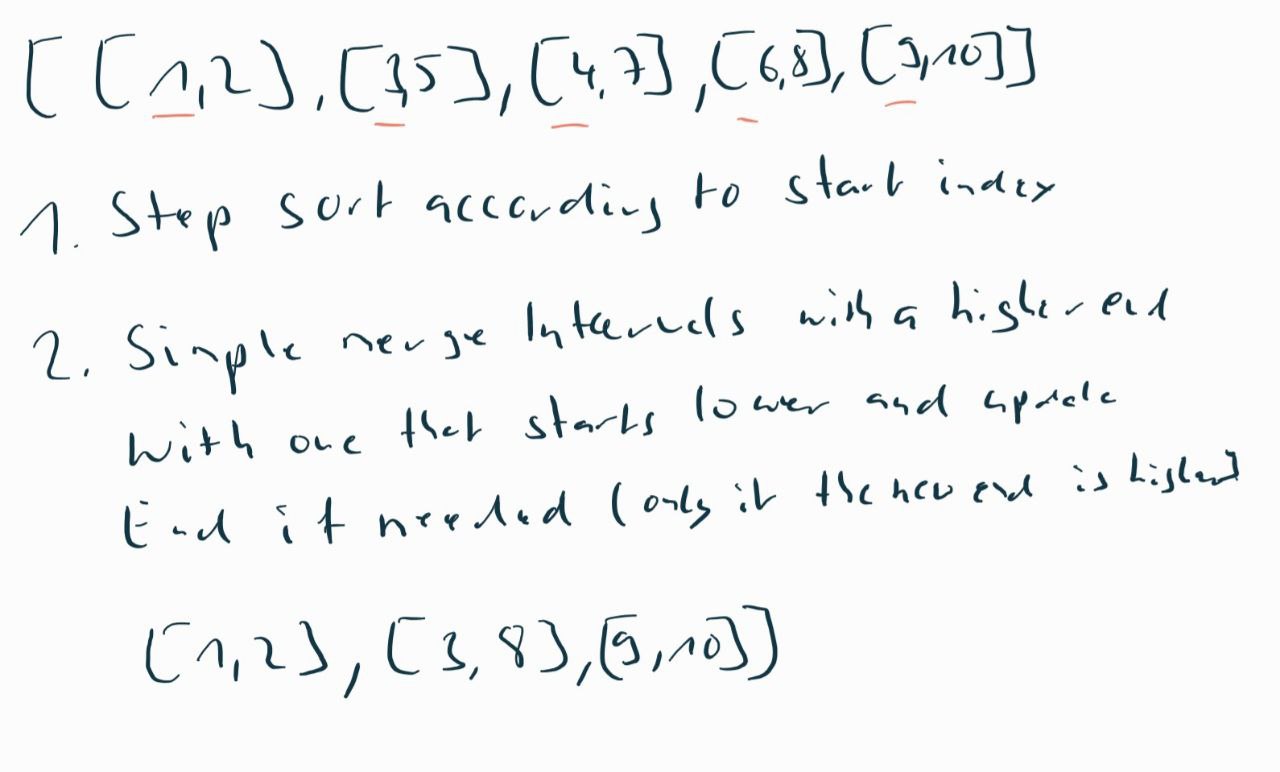 [ [1,2], [3,5], [4,7], [6,8], [9,10]]
1. Step sort according to start index
2. Simple merge Intervals with a higher end
with one that starts lower and update
End if needed (only if the new end is higher)
[1,2], [3,8], [9,10]]